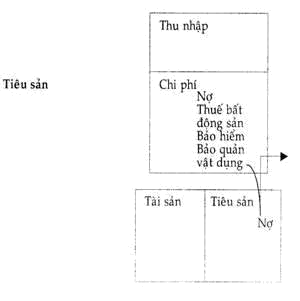 Thu nhập
Tiêu sản
Chi phí
Nợ
Thuế bất
động sản
Bảo hiểm
Bảo quản
vật dụng
Tài sản
Tiêu sản
Nợ